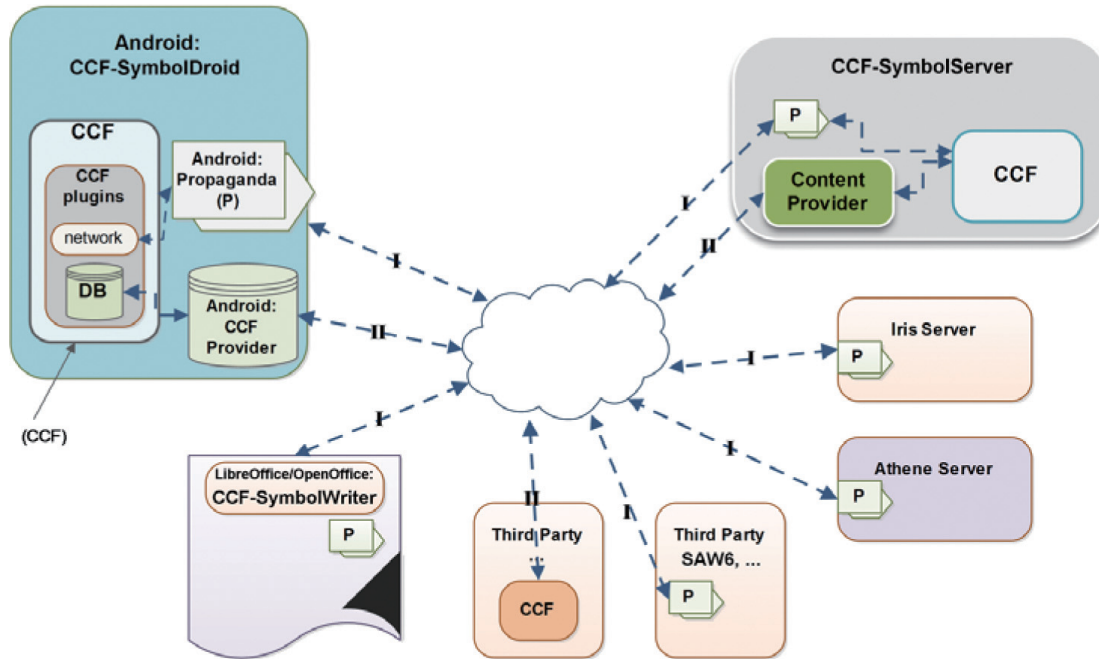 Android:
CCF-SymbolDroid
CCF
CCF
plugins
network
DB
Android:
Propaganda
(P)
Android:
CCF
Provider
(CCF)
CCF-SymbolServer
P
Content
Provider
CCF
I
II
I
II
I
I
I
II
I
Iris Server
P
Athene Server
P
LibreOffice/OpenOffice:
CCF-SymbolWriter
P
Third Party
...
CCF
Third Party
SAW6, ...
P